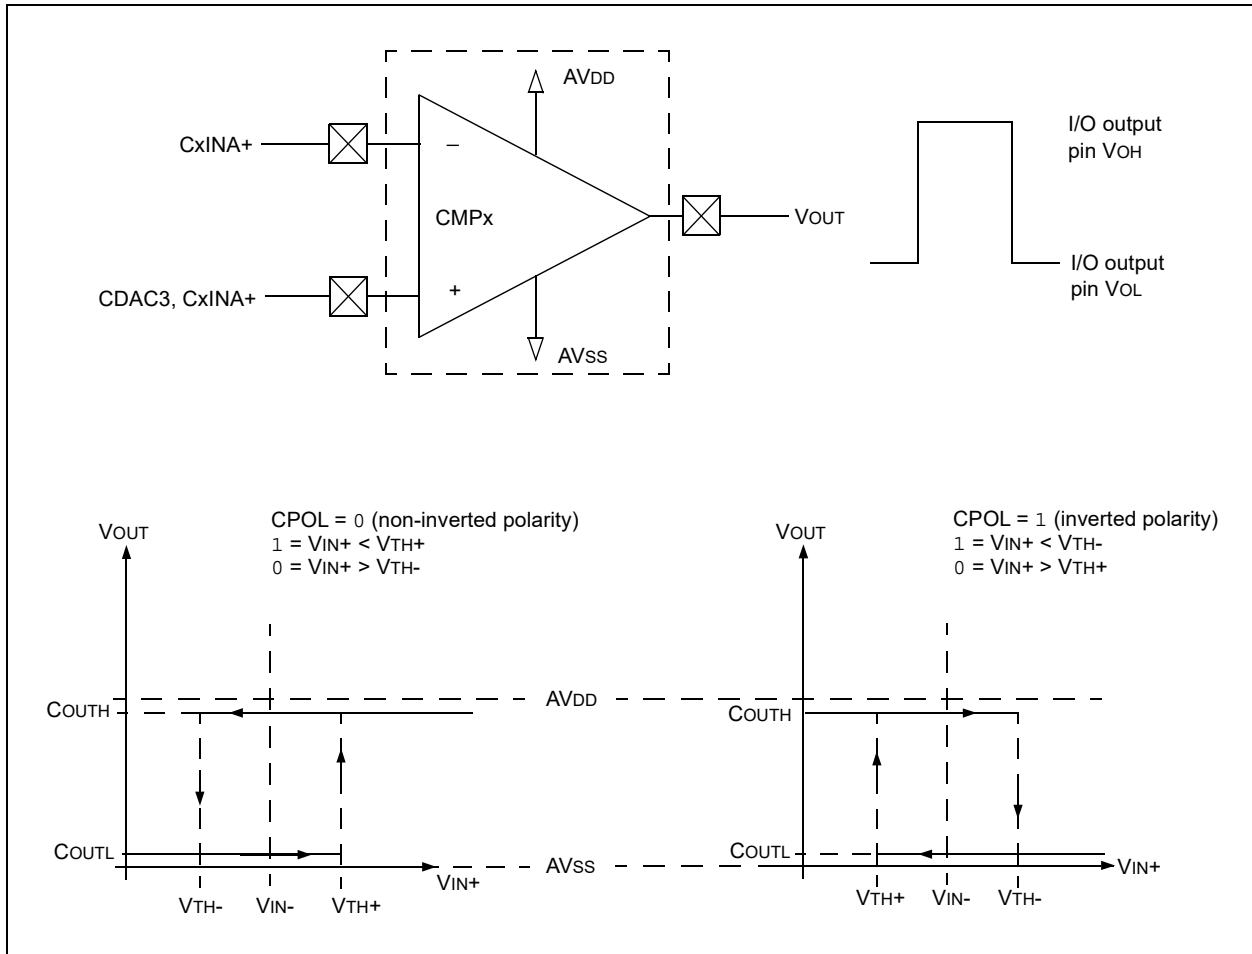 AVDD
CxINA+
–
CMPx
+
CDAC3, CxINA+
VOUT
AVSS
I/O output
pin VOH
I/O output
pin VOL
VOUT
CPOL = 0 (non-inverted polarity)
1 = VIN+ < VTH+
0 = VIN+ > VTH-
COUTH
COUTL
VTH-
VIN-
VTH+
VIN+
AVDD
AVSS
VOUT
CPOL = 1 (inverted polarity)
1 = VIN+ < VTH-
0 = VIN+ > VTH+
COUTH
COUTL
VTH+
VIN-
VTH-
VIN+